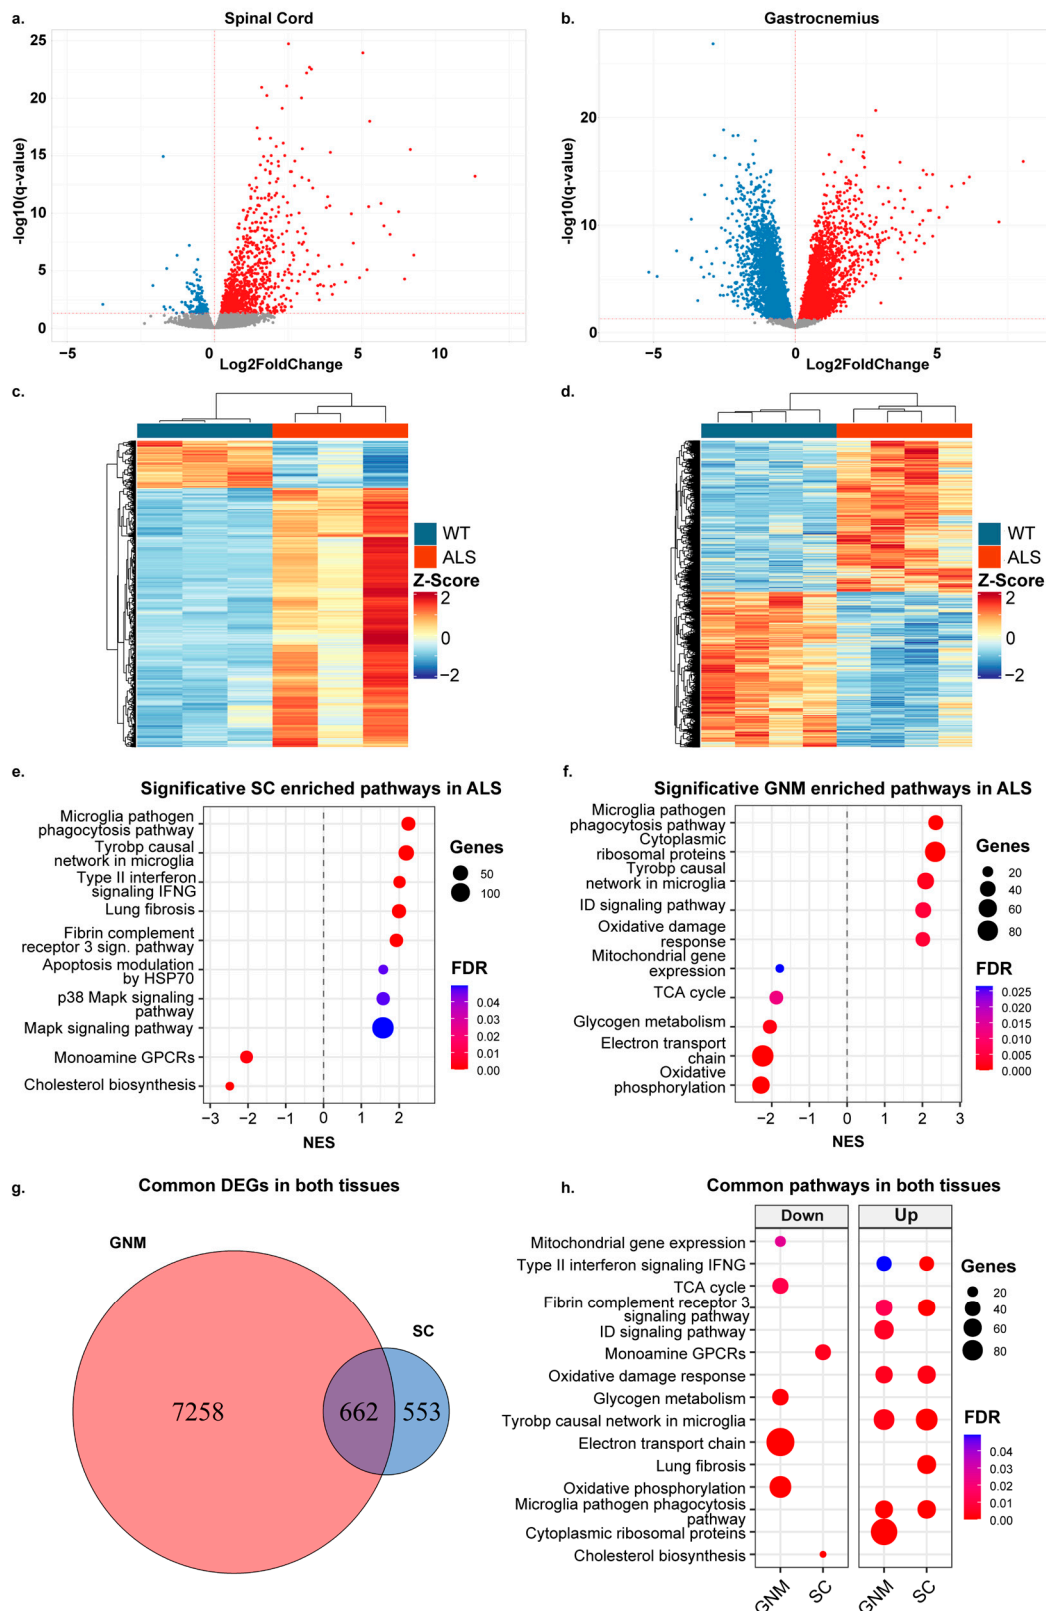 a.
Spinal Cord
25
20
15
10
5
0
-log10(q-value)
−5
0
5
10
Log2FoldChange
b.
Gastrocnemius
20
10
0
-log10(q-value)
−5
0
5
Log2FoldChange
c.
WT
ALS
Z-Score
2
0
−2
d.
WT
ALS
Z-Score
2
0
−2
e.
Significative SC enriched pathways in ALS
Microglia pathogen
phagocytosis pathway
Tyrobp causal
network in microglia
Type II interferon
signaling IFNG
Lung fibrosis
Fibrin complement
receptor 3 sign. pathway
Apoptosis modulation
by HSP70
p38 Mapk signaling
pathway
Mapk signaling pathway
Monoamine GPCRs
Cholesterol biosynthesis
−3
−2
−1
0
1
2
NES
Genes
50
100
FDR
0.04
0.03
0.02
0.01
0.00
f.
Significative GNM enriched pathways in ALS
Microglia pathogen
phagocytosis pathway
Cytoplasmic
ribosomal proteins
Tyrobp causal
network in microglia
ID signaling pathway
Oxidative damage
response
Mitochondrial gene
expression
TCA cycle
Glycogen metabolism
Electron transport
chain
Oxidative
phosphorylation
−2
−1
0
1
2
3
NES
Genes
20
40
60
80
FDR
0.025
0.020
0.015
0.010
0.005
0.000
g.
Common DEGs in both tissues
GNM
SC
7258
662
553
h.
Common pathways in both tissues
Down
Up
Mitochondrial gene expression
Type II interferon signaling IFNG
TCA cycle
Fibrin complement receptor 3
signaling pathway
ID signaling pathway
Monoamine GPCRs
Oxidative damage response
Glycogen metabolism
Tyrobp causal network in microglia
Electron transport chain
Lung fibrosis
Oxidative phosphorylation
Microglia pathogen phagocytosis
pathway
Cytoplasmic ribosomal proteins
Cholesterol biosynthesis
GNM
SC
GNM
SC
Genes
20
40
60
80
FDR
0.04
0.03
0.02
0.01
0.00